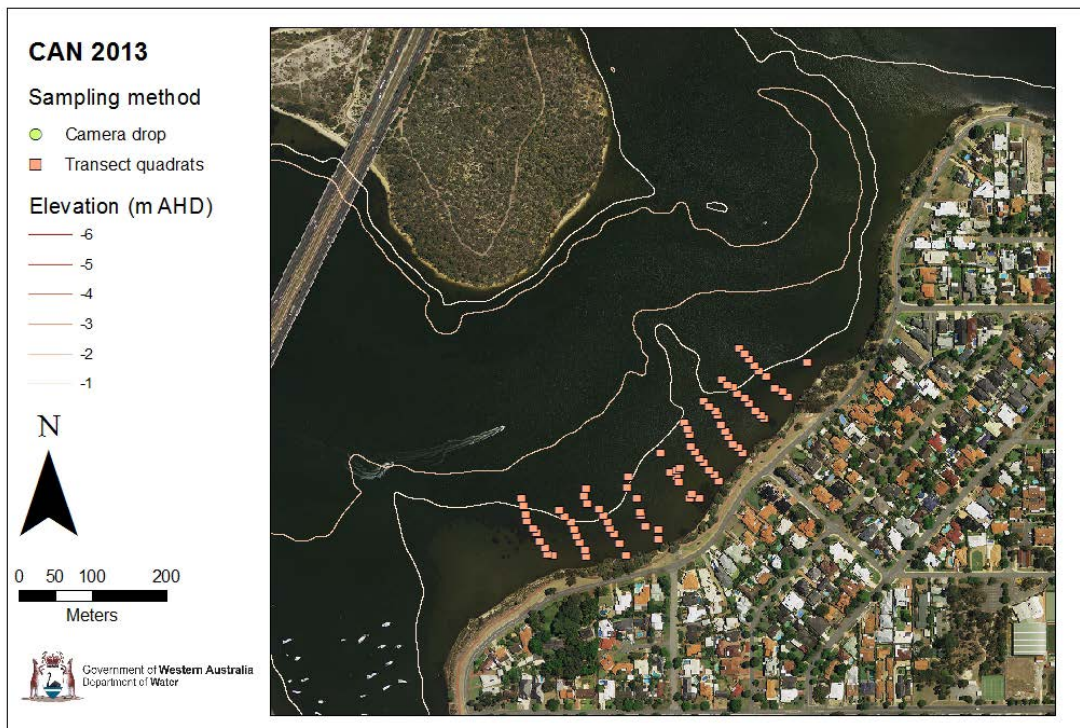 CAN 2013
Sampling method
Camera drop
Transect quadrats
Elevation (m AHD)
-6
-5
-4
-3
-2
-1
N
0 50 100 200
Meters
Government of Western Australia
Department of Water